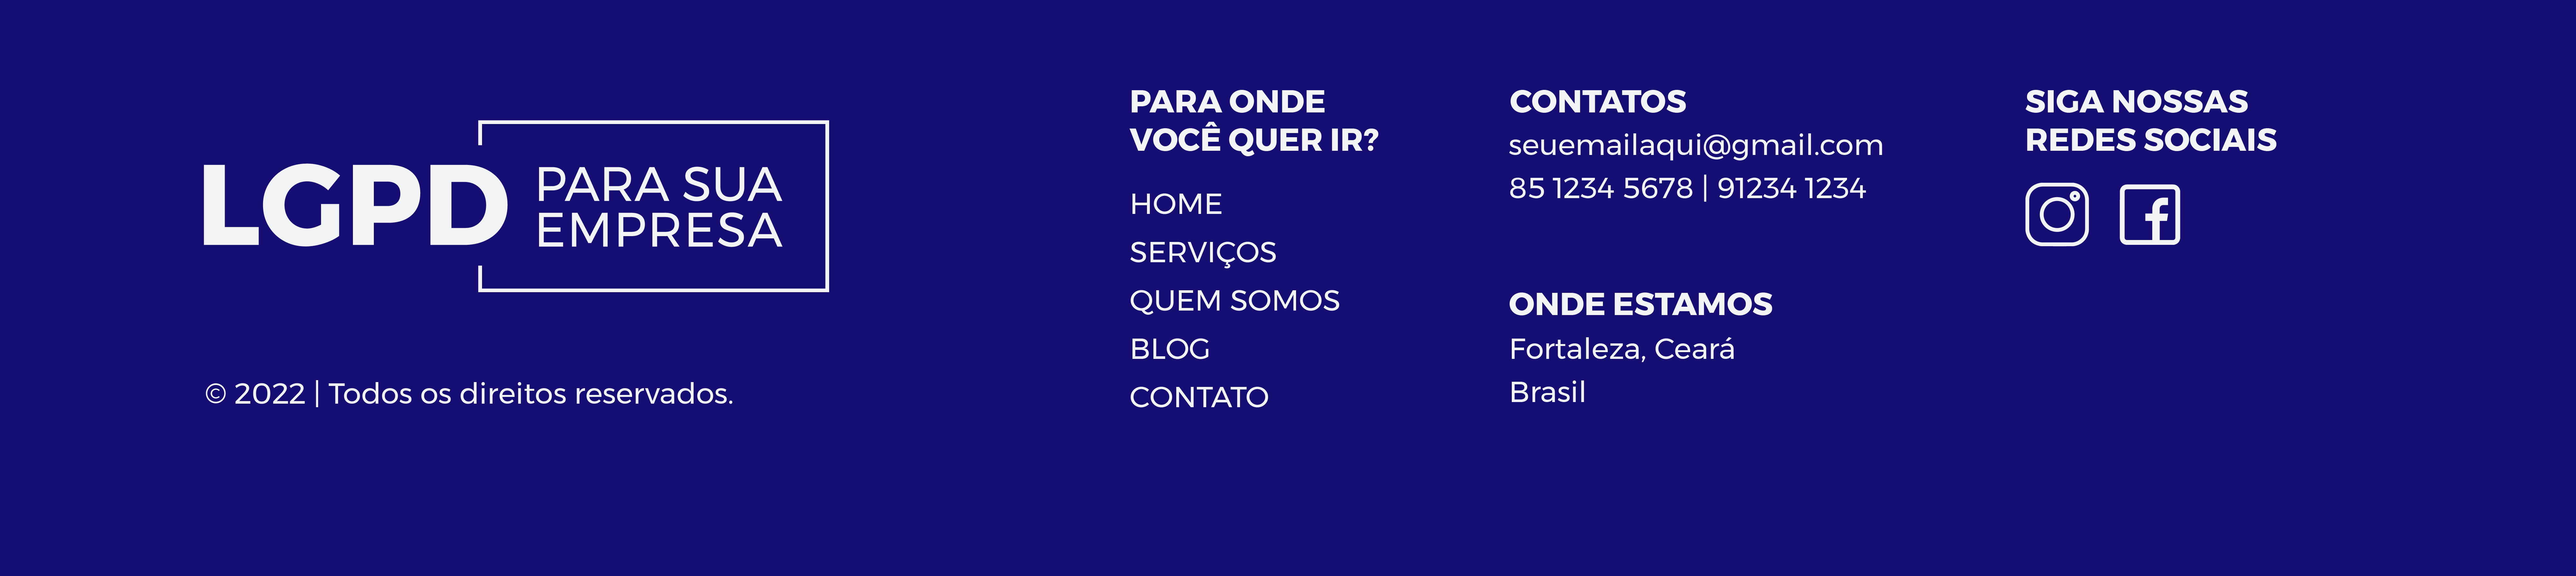 LGPD
PARA SUA
EMPRESA
© 2022 | Todos os direitos reservados.
PARA ONDE
VOCÊ QUER IR?
HOME
SERVIÇOS
QUEM SOMOS
BLOG
CONTATO
CONTATOS
seuemailaqui@gmail.com
85 1234 5678 | 91234 1234
ONDE ESTAMOS
Fortaleza, Ceará
Brasil
SIGA NOSSAS
REDES SOCIAIS